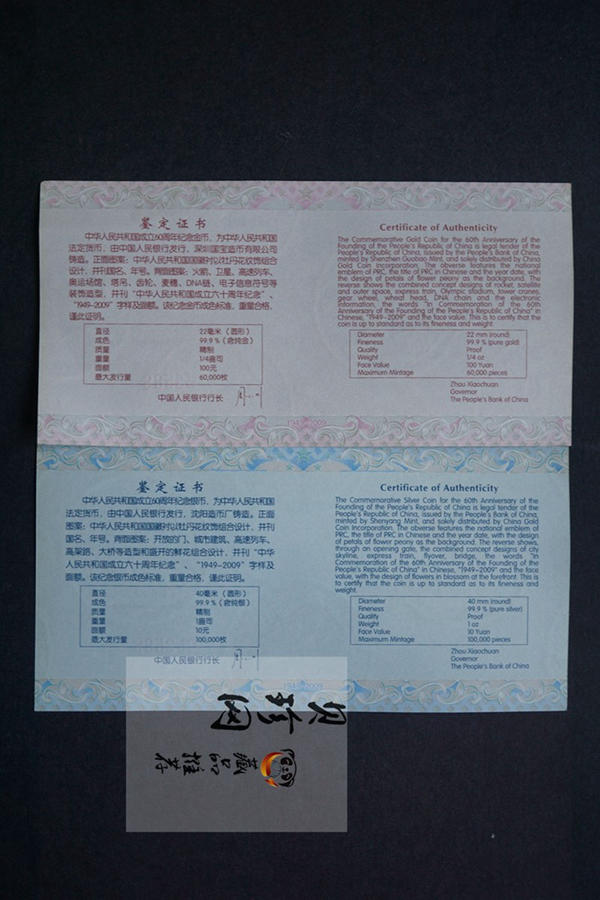 鉴定证书
中华人民共和国成立60周年纪念金币，为中华人民共和国
法定货币，由中国人民银行发行，深圳国宝造币有限公司
铸造。正面图案：中华人民共和国国徽衬以牡丹花纹饰组合
设计，并刊国名、年号。背面图案：火箭、卫星、高速列车、
奥运场馆、塔吊、齿轮、麦穗、DNA链、电子信息符号等
装饰造型，并刊“中华人民共和国成立六十周年纪念”、
“1949-2009”字样及面额。该纪念金币成色标准，重量合格，
谨此证明。
直径 22毫米（圆形）
成色 99.9％（含纯金）
质量 精制
重量 1/4盎司
面额 100元
最大发行量 60,000枚
中国人民银行行长
Certificate of Authenticity
The Commemorative Gold Coin for the 60th Anniversary of the
Founding of the People's Republic of China is legal tender of the
People's Republic of China, issued by the People's Bank of China,
minted by Shenzhen Guobao Mint, and solely distributed by China
Gold Coin Incorporation. The obverse features the national
emblem of PRC, the title of PRC in Chinese and the year date, with
the design of petals of flower peony as the background. The
reverse shows the combined concept designs of rocket, satellite
and outer space, express train, Olympic stadium, tower cranes,
gear wheel, wheat head, DNA chain and the electronic
information, the words "in Commemoration of the 60th
Anniversary of the Founding of the People's Republic of China" in
Chinese, "1949-2009" and the face value. This is to certify that the
coin is up to standard as to its fineness and weight.
Diameter 22 mm (round)
Fineness 99.9 % (pure gold)
Quality Proof
Weight 1/4 oz
Face Value 100 Yuan
Maximum Mintage 60,000 pieces
Zhou Xiaochuan
Governor
The People's Bank of China
鉴定证书
中华人民共和国成立60周年纪念银币，为中华人民共和国
法定货币，由中国人民银行发行，沈阳造币厂铸造。正面
图案：中华人民共和国国徽衬以牡丹花纹饰组合设计，并刊
国名、年号。背面图案：开放的门、城市建筑、高速列车、
高架路、大桥等造型和盛开的鲜花组合设计，并刊“中华
人民共和国成立六十周年纪念”、“1949-2009”字样及
面额。该纪念银币成色标准，重量合格，谨此证明。
直径 40毫米（圆形）
成色 99.9％（含纯银）
质量 精制
重量 1盎司
面额 10元
最大发行量 100,000枚
中国人民银行行长
Certificate of Authenticity
The Commemorative Silver Coin for the 60th Anniversary of the
Founding of the People's Republic of China is legal tender of the
People's Republic of China, issued by the People's Bank of China,
minted by Shenyang Mint, and solely distributed by China Gold
Coin Incorporation. The obverse features the national emblem of
PRC, the title of PRC in Chinese and the year date, with the design
of petals of flower peony as the background. The reverse shows,
through an opening gate, the combined concept designs of city
skyline, express train, flyover, bridge, the words "in
Commemoration of the 60th Anniversary of the Founding of the
People's Republic of China" in Chinese, "1949-2009" and the face
value, with the design of flowers in blossom at the forefront. This is
to certify that the coin is up to standard as to its fineness and
weight.
Diameter 40 mm (round)
Fineness 99.9 % (pure silver)
Quality Proof
Weight 1 oz
Face Value 10 Yuan
Maximum Mintage 100,000 pieces
Zhou Xiaochuan
Governor
The People's Bank of China
贝珍网
藏品推荐